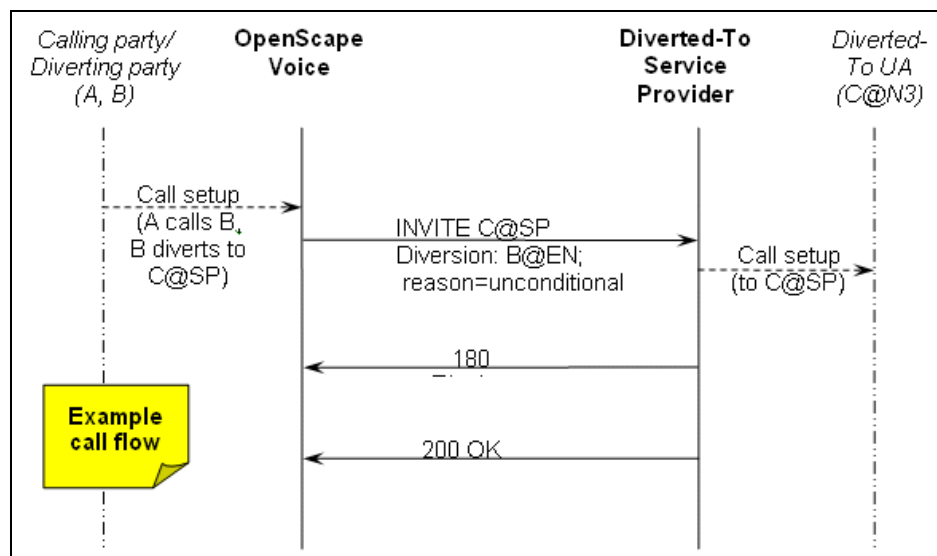 Calling party/
Diverting party
(A, B)
OpenScape
Voice
Diverted-To
Service
Provider
Diverted-
To UA
(C@N3)
Call setup
(A calls B,
B diverts to
C@SP)
INVITE C@SP
Diversion: B@EN;
reason=unconditional
Call setup
(to C@SP)
180
200 OK
Example
call flow